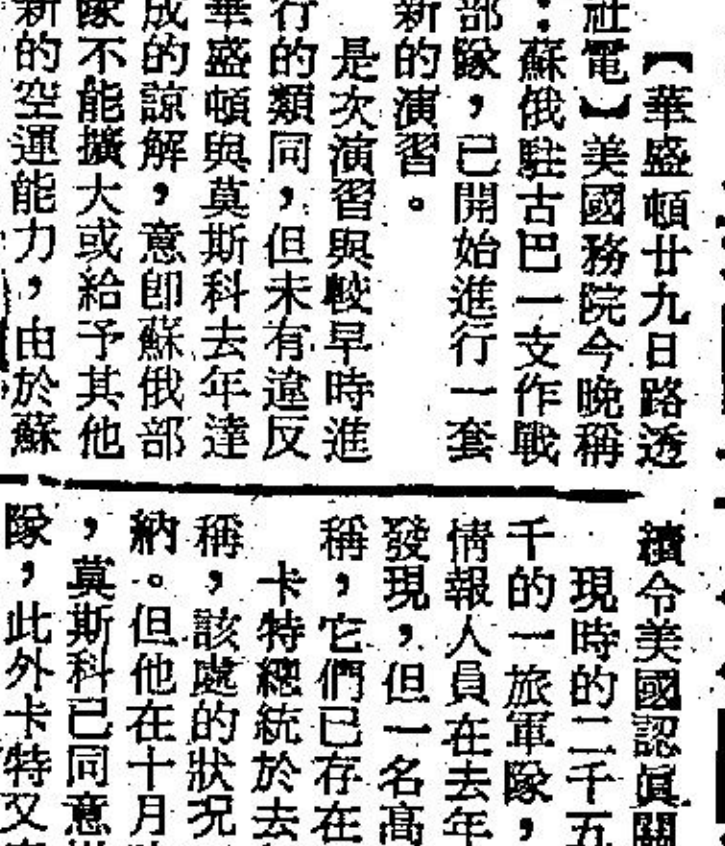 【華盛頓廿九日路透
社電】美國務院今晚稱
：蘇俄駐古巴一支作戰
部隊，已開始進行一套
新的演習。
是次演習與較早時進
行的類同，但未有違反
華盛頓與莫斯科去年達
成的諒解，意即蘇俄部
隊不能擴大或給予其他
新的空運能力，由於蘇
續令美國認眞關
現時的二千五
千的一旅軍隊，
情報人員在去年
發現，但一名高
稱，它們已存在
卡特總統於去
稱，該處的狀况
納。但他在十月
，莫斯科已同意
隊，此外卡特又